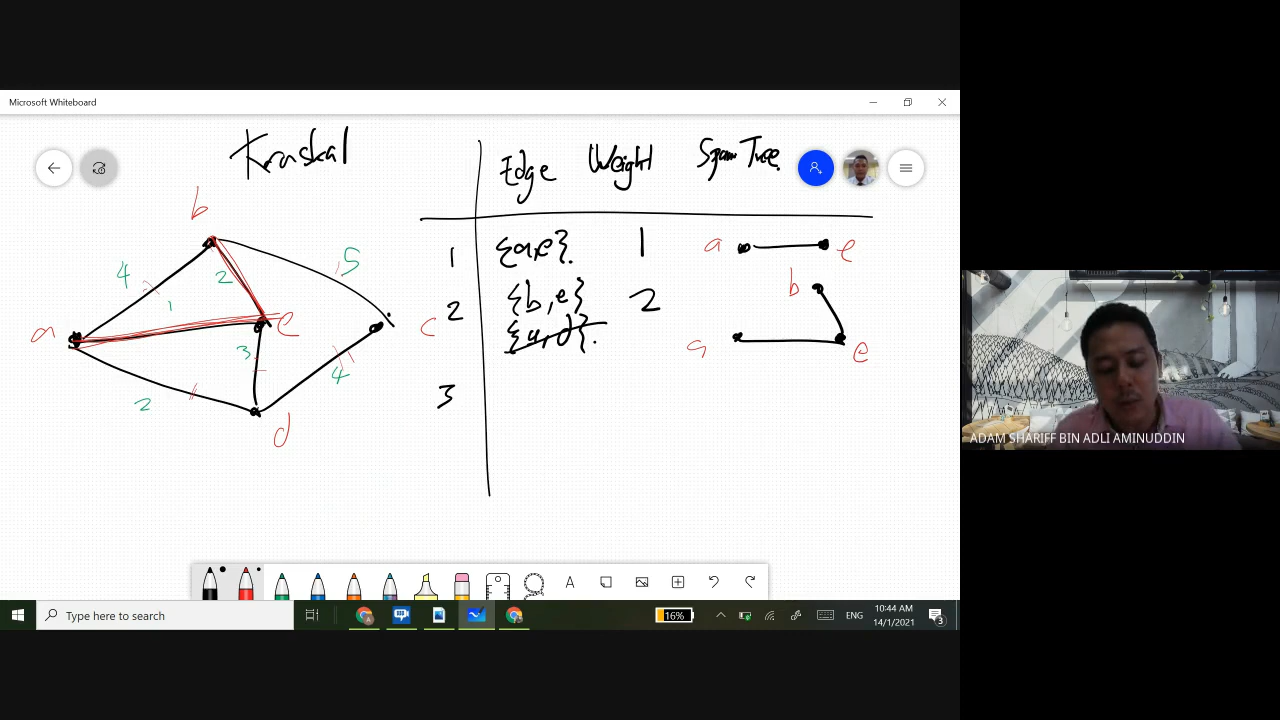 Microsoft Whiteboard
Kruskal
Edge Weight Span Tree
b
4
2
5
1
a
e
c
3
4
2
d
1 {a,e}. 1 a e
2 {b,e} 2 b
{a,d}. a e
3
ADAM SHARIFF BIN ADLI AMINUDDIN
A
Type here to search
16%
ENG
10:44 AM
14/1/2021
3